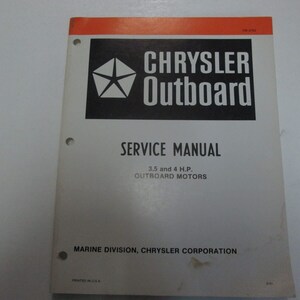 CHRYSLER
Outboard
SERVICE MANUAL
3.5 and 4 H.P.
OUTBOARD MOTORS
MARINE DIVISION, CHRYSLER CORPORATION